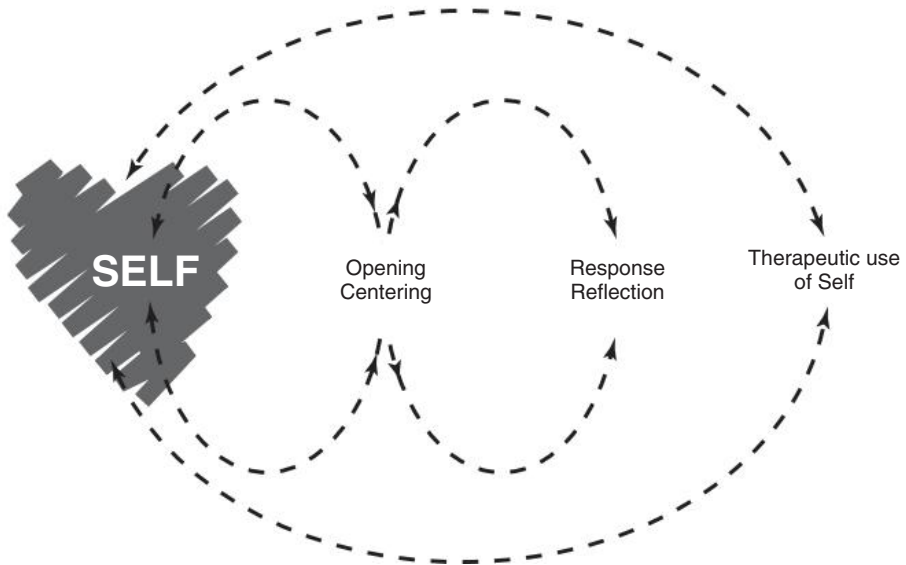 SELF
Opening
Centering
Response
Reflection
Therapeutic use
of Self